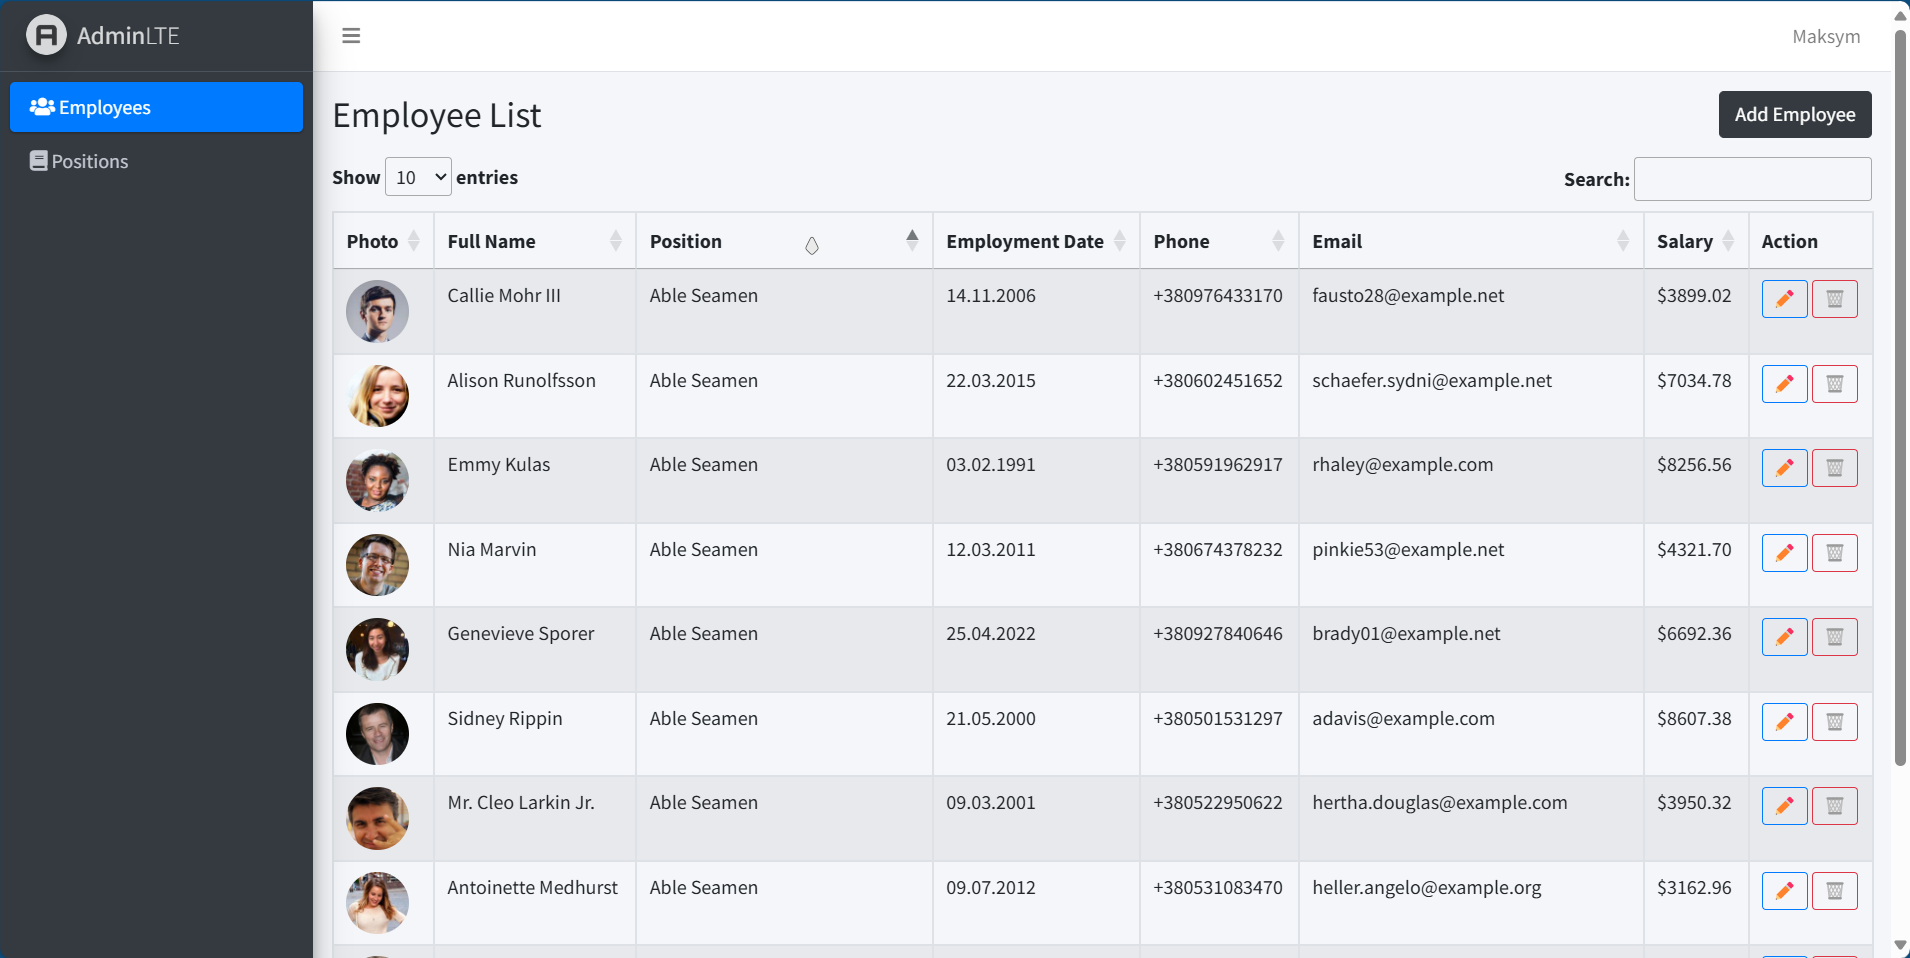 AdminLTE
Maksym
Employees
Positions
Employee List
Add Employee
Show 10 entries
Search:
Photo Full Name Position Employment Date Phone Email Salary Action
Callie Mohr III Able Seamen 14.11.2006 +380976433170 fausto28@example.net $3899.02
Alison Runolfsson Able Seamen 22.03.2015 +380602451652 schaefer.sydni@example.net $7034.78
Emmy Kulas Able Seamen 03.02.1991 +380591962917 rhaley@example.com $8256.56
Nia Marvin Able Seamen 12.03.2011 +380674378232 pinkie53@example.net $4321.70
Genevieve Sporer Able Seamen 25.04.2022 +380927840646 brady01@example.net $6692.36
Sidney Rippin Able Seamen 21.05.2000 +380501531297 adavis@example.com $8607.38
Mr. Cleo Larkin Jr. Able Seamen 09.03.2001 +380522950622 hertha.douglas@example.com $3950.32
Antoinette Medhurst Able Seamen 09.07.2012 +380531083470 heller.angelo@example.org $3162.96